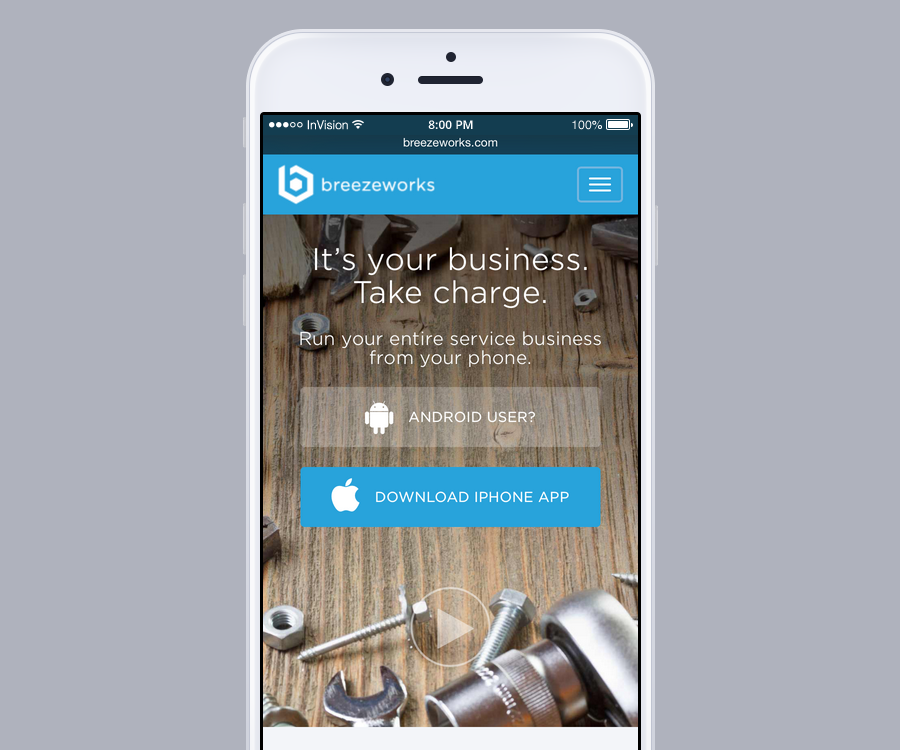 InVision 8:00 PM 100%
breezeworks.com
breezeworks
It's your business.
Take charge.
Run your entire service business
from your phone.
ANDROID USER?
DOWNLOAD IPHONE APP